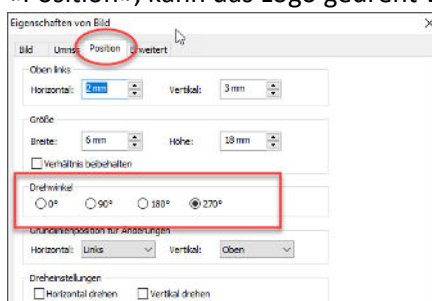 «Position», kann das Logo gedreht
Eigenschaften von Bild
Bild Umriss Position Erweitert
Oben links
Horizontal: 2 mm Vertikal: 3 mm
Größe
Breite: 6 mm Höhe: 18 mm
Verhältnis beibehalten
Drehwinkel
0° 90° 180° 270°
Grundlinienposition für Änderungen
Horizontal: Links Vertikal: Oben
Dreheinstellungen
Horizontal drehen Vertikal drehen